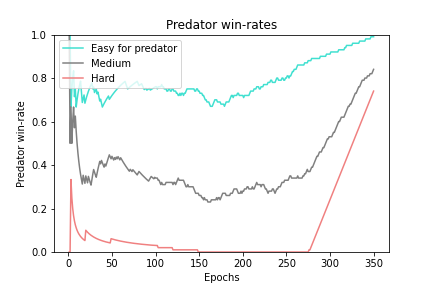 Predator win-rates
1.0
0.8
0.6
0.4
0.2
0.0
Predator win-rate
Easy for predator
Medium
Hard
0 50 100 150 200 250 300 350
Epochs